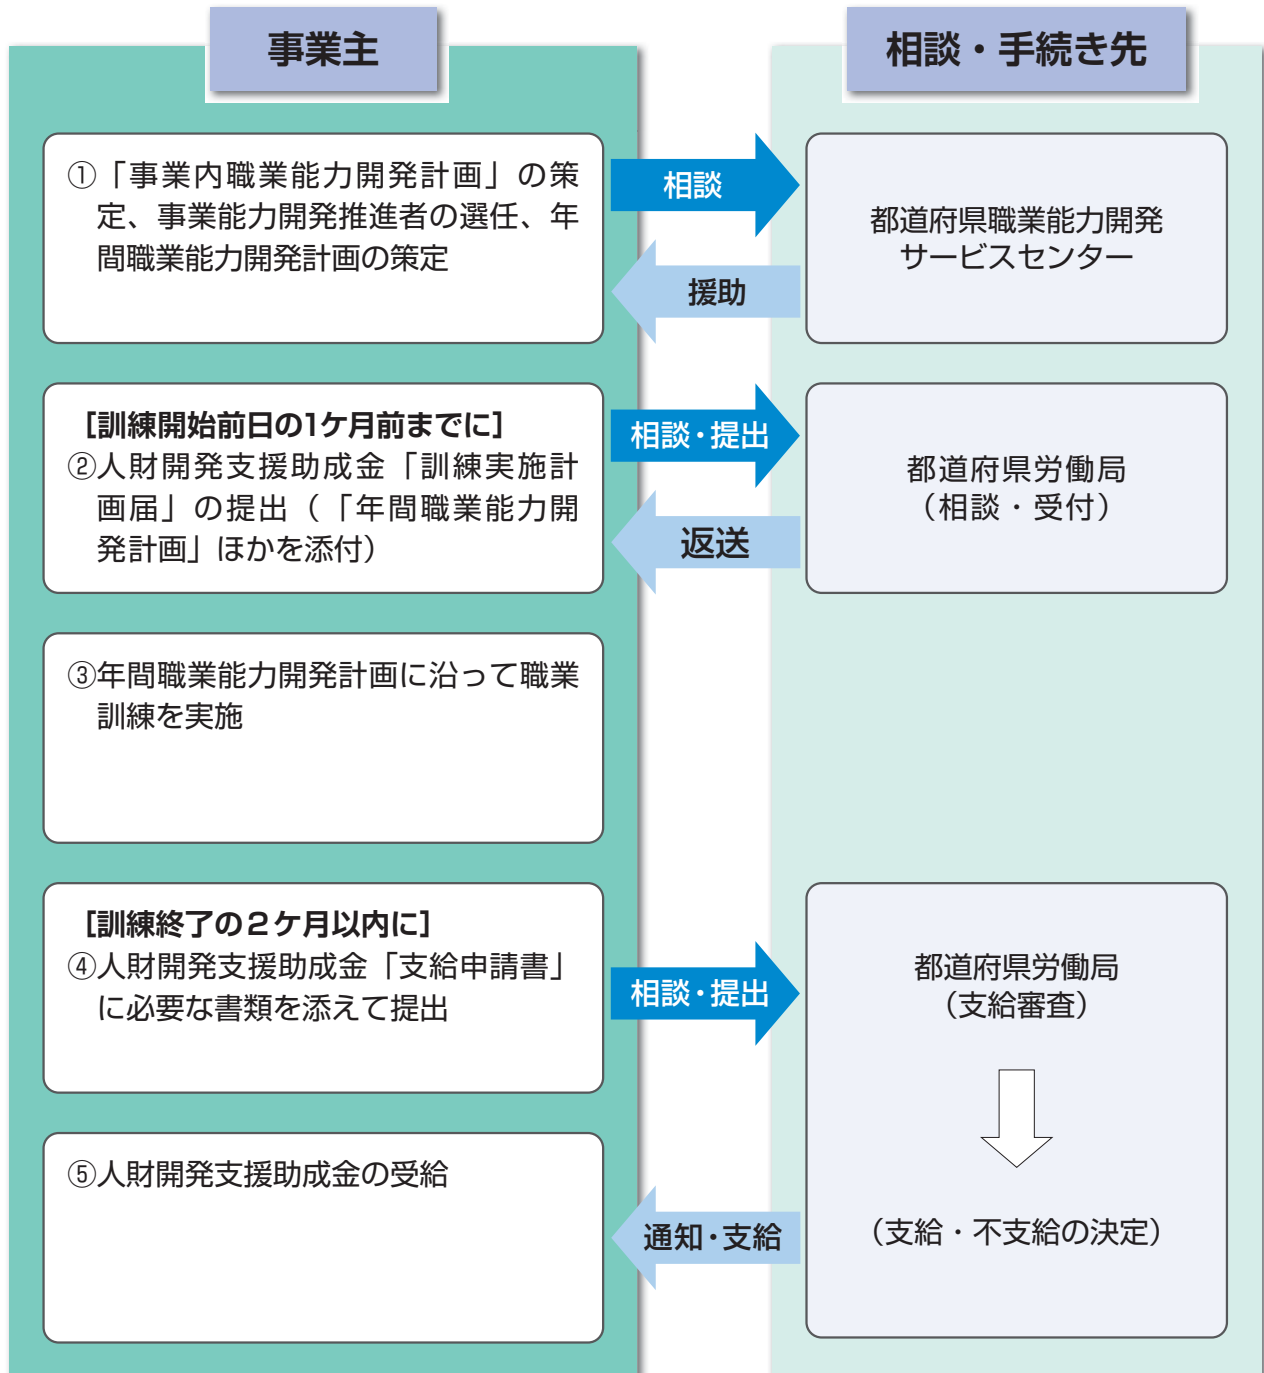 事業主
相談・手続き先
①「事業内職業能力開発計画」の策
定、事業能力開発推進者の選任、年
間職業能力開発計画の策定
相談
援助
都道府県職業能力開発
サービスセンター
［訓練開始前日の1ケ月前までに］
②人財開発支援助成金「訓練実施計
画届」の提出（「年間職業能力開
発計画」ほかを添付）
相談・提出
返送
都道府県労働局
（相談・受付）
③年間職業能力開発計画に沿って職業
訓練を実施
［訓練終了の２ケ月以内に］
④人財開発支援助成金「支給申請書」
に必要な書類を添えて提出
相談・提出
都道府県労働局
（支給審査）
⑤人財開発支援助成金の受給
通知・支給
（支給・不支給の決定）